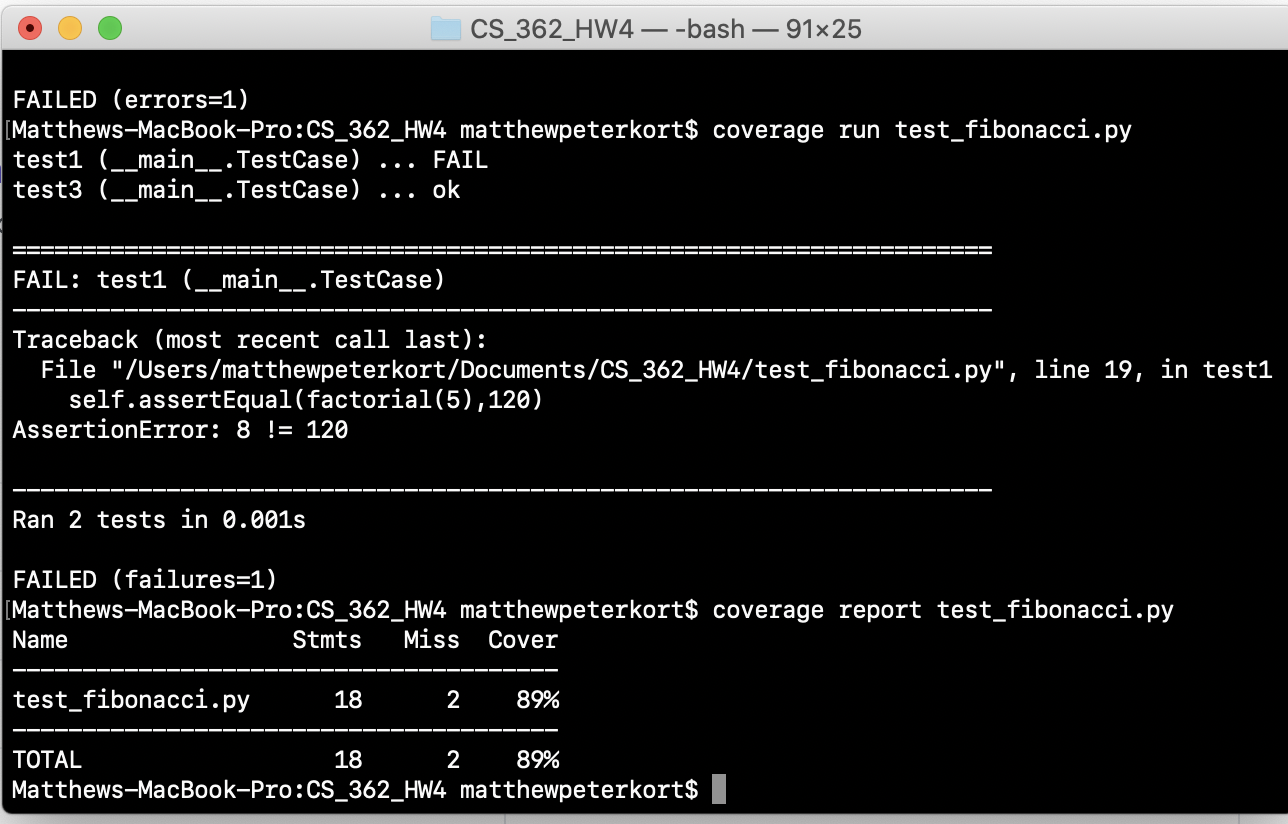 CS_362_HW4 — -bash — 91×25
FAILED (errors=1)
[Matthews-MacBook-Pro:CS_362_HW4 matthewpeterkort$ coverage run test_fibonacci.py
test1 (__main__.TestCase) ... FAIL
test3 (__main__.TestCase) ... ok
======================================================================
FAIL: test1 (__main__.TestCase)
----------------------------------------------------------------------
Traceback (most recent call last):
  File "/Users/matthewpeterkort/Documents/CS_362_HW4/test_fibonacci.py", line 19, in test1
    self.assertEqual(factorial(5),120)
AssertionError: 8 != 120
----------------------------------------------------------------------
Ran 2 tests in 0.001s
FAILED (failures=1)
[Matthews-MacBook-Pro:CS_362_HW4 matthewpeterkort$ coverage report test_fibonacci.py
Name                Stmts   Miss  Cover
---------------------------------------
test_fibonacci.py      18      2    89%
---------------------------------------
TOTAL                  18      2    89%
Matthews-MacBook-Pro:CS_362_HW4 matthewpeterkort$